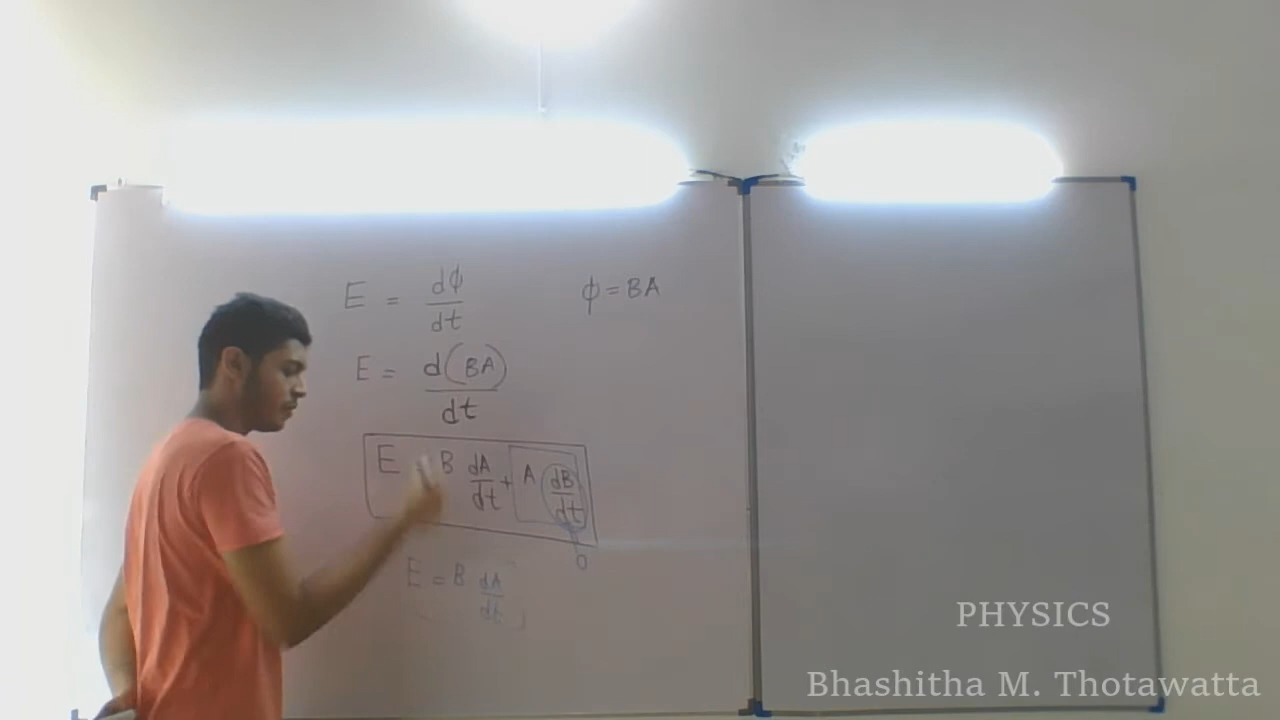 E = dϕ/dt
ϕ = BA
E = d(BA)/dt
E = B dA/dt + A dB/dt
0
E = B dA/dt
PHYSICS
Bhashitha M. Thotawatta